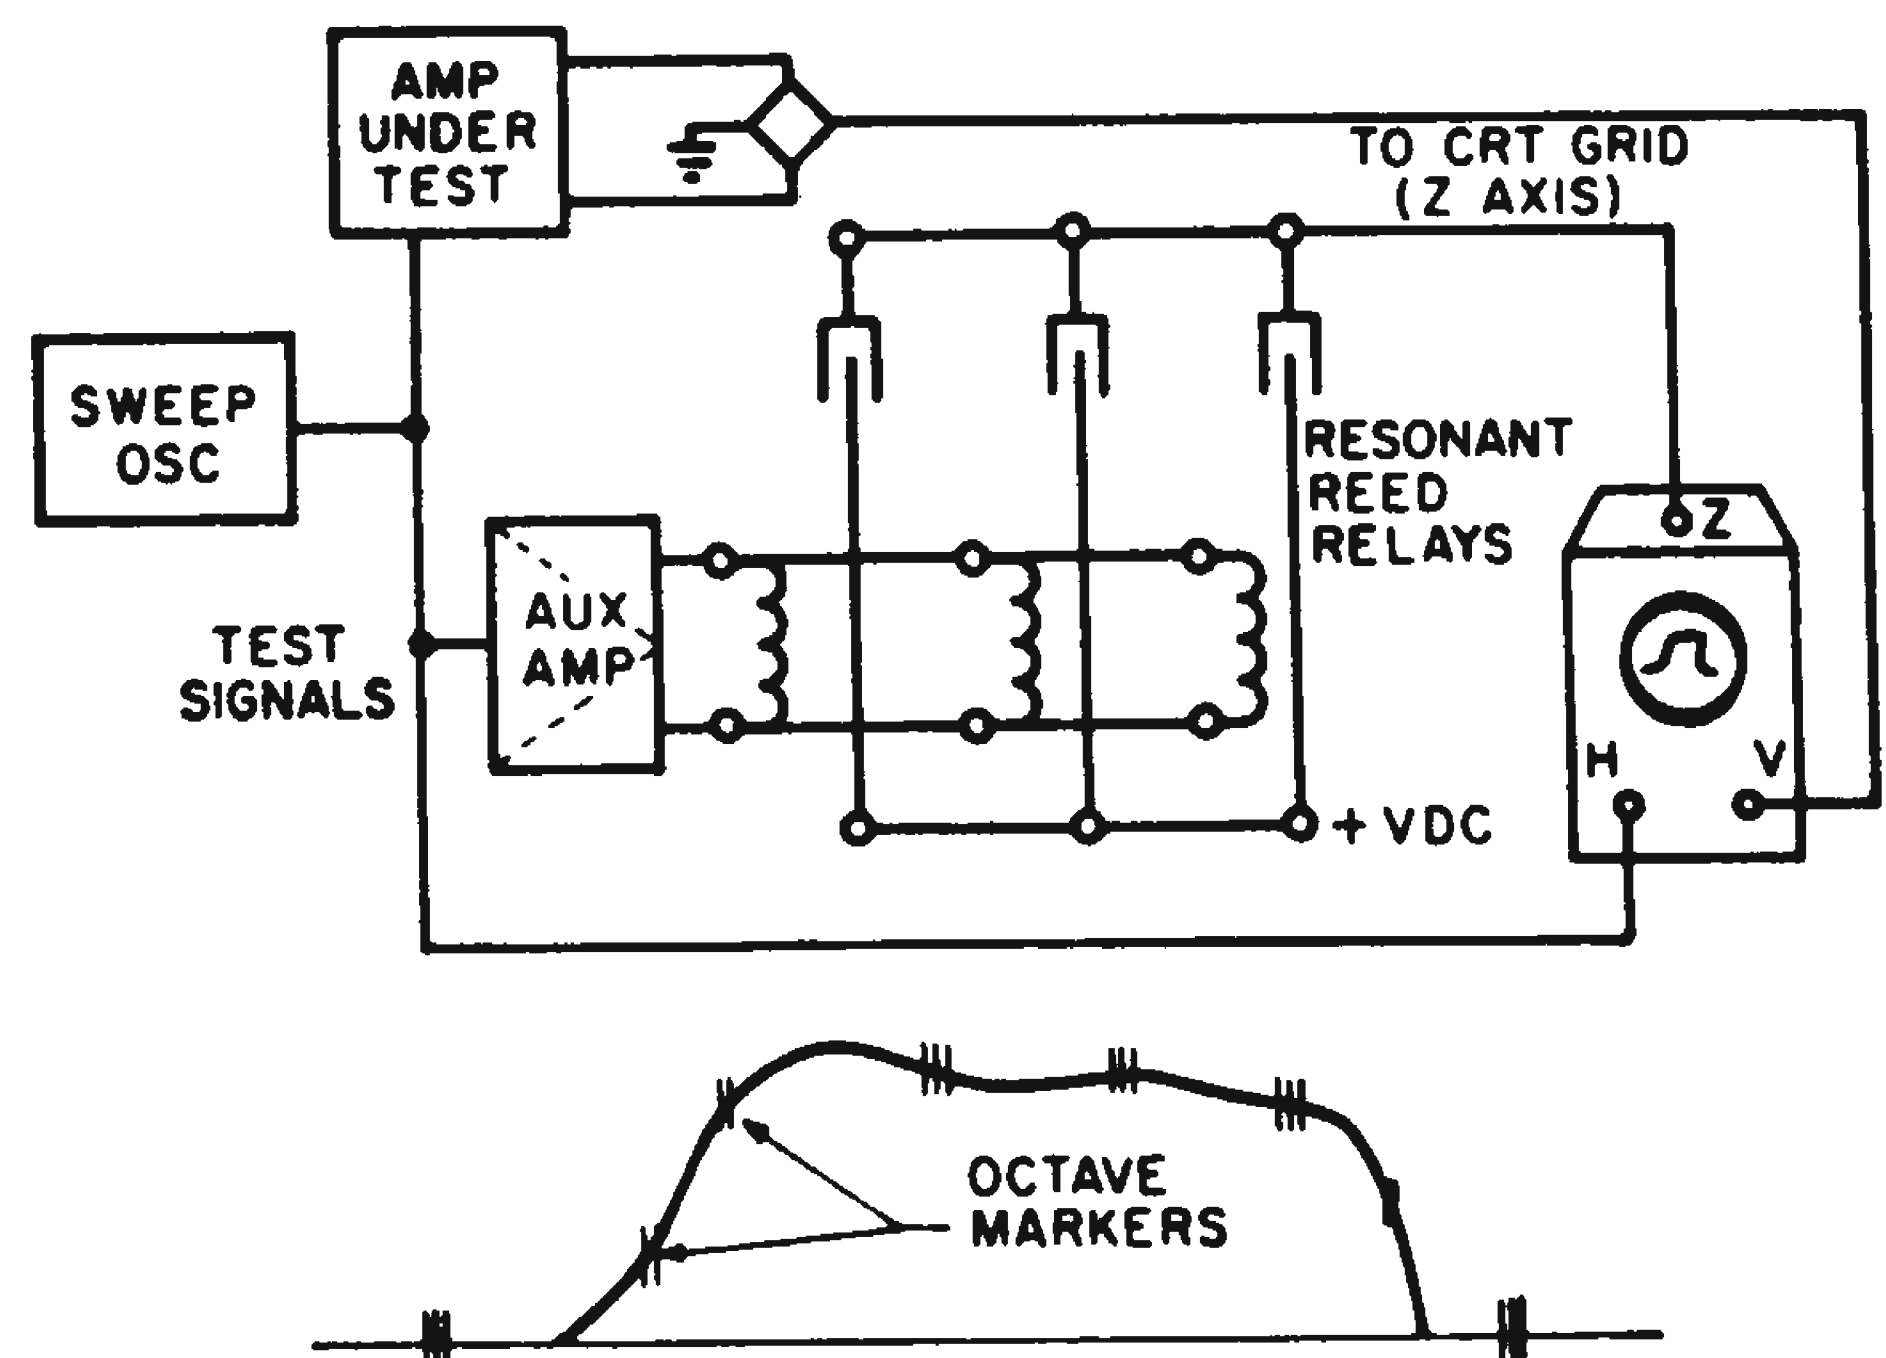 AMP
UNDER
TEST
TO CRT GRID
(Z AXIS)
SWEEP
OSC
RESONANT
REED
RELAYS
Z
AUX
AMP
TEST
SIGNALS
H
V
+ VDC
OCTAVE
MARKERS